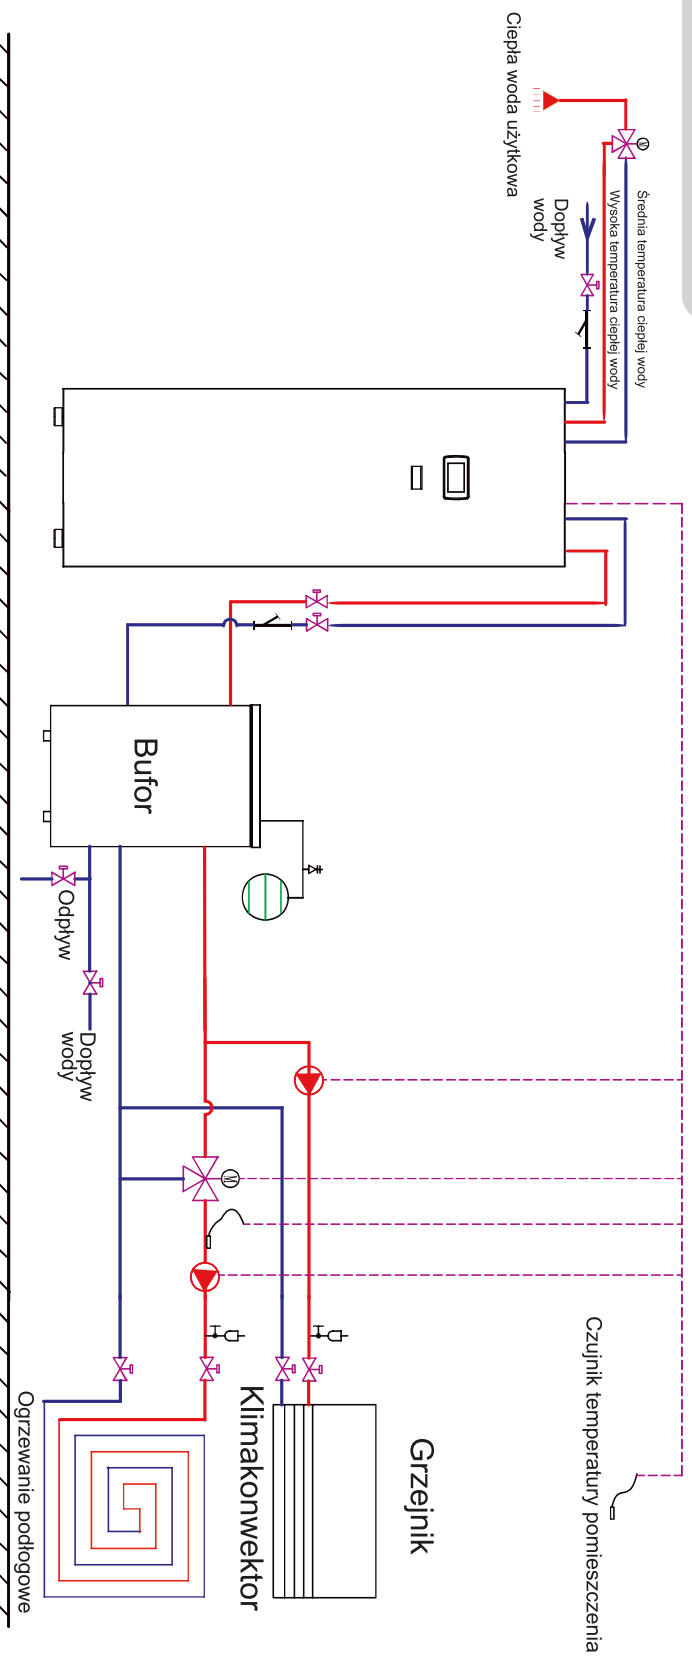 Ciepła woda użytkowa
Średnia temperatura ciepłej wody
Wysoka temperatura ciepłej wody
M
Dopływ
wody
Bufor
Odpływ
Dopływ
wody
M
Czujnik temperatury pomieszczenia
Grzejnik
Klimakonwektor
Ogrzewanie podłogowe